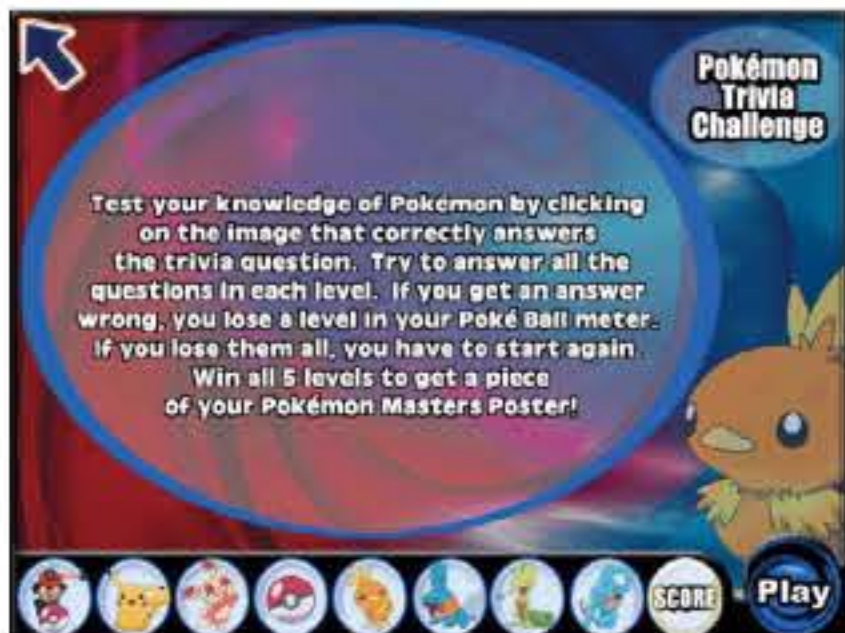 Pokémon
Trivia
Challenge
Test your knowledge of Pokémon by clicking
on the image that correctly answers
the trivia question. Try to answer all the
questions in each level. If you get an answer
wrong, you lose a level in your Poké Ball meter.
If you lose them all, you have to start again.
Win all 5 levels to get a piece
of your Pokémon Masters Poster!
SCORE
Play